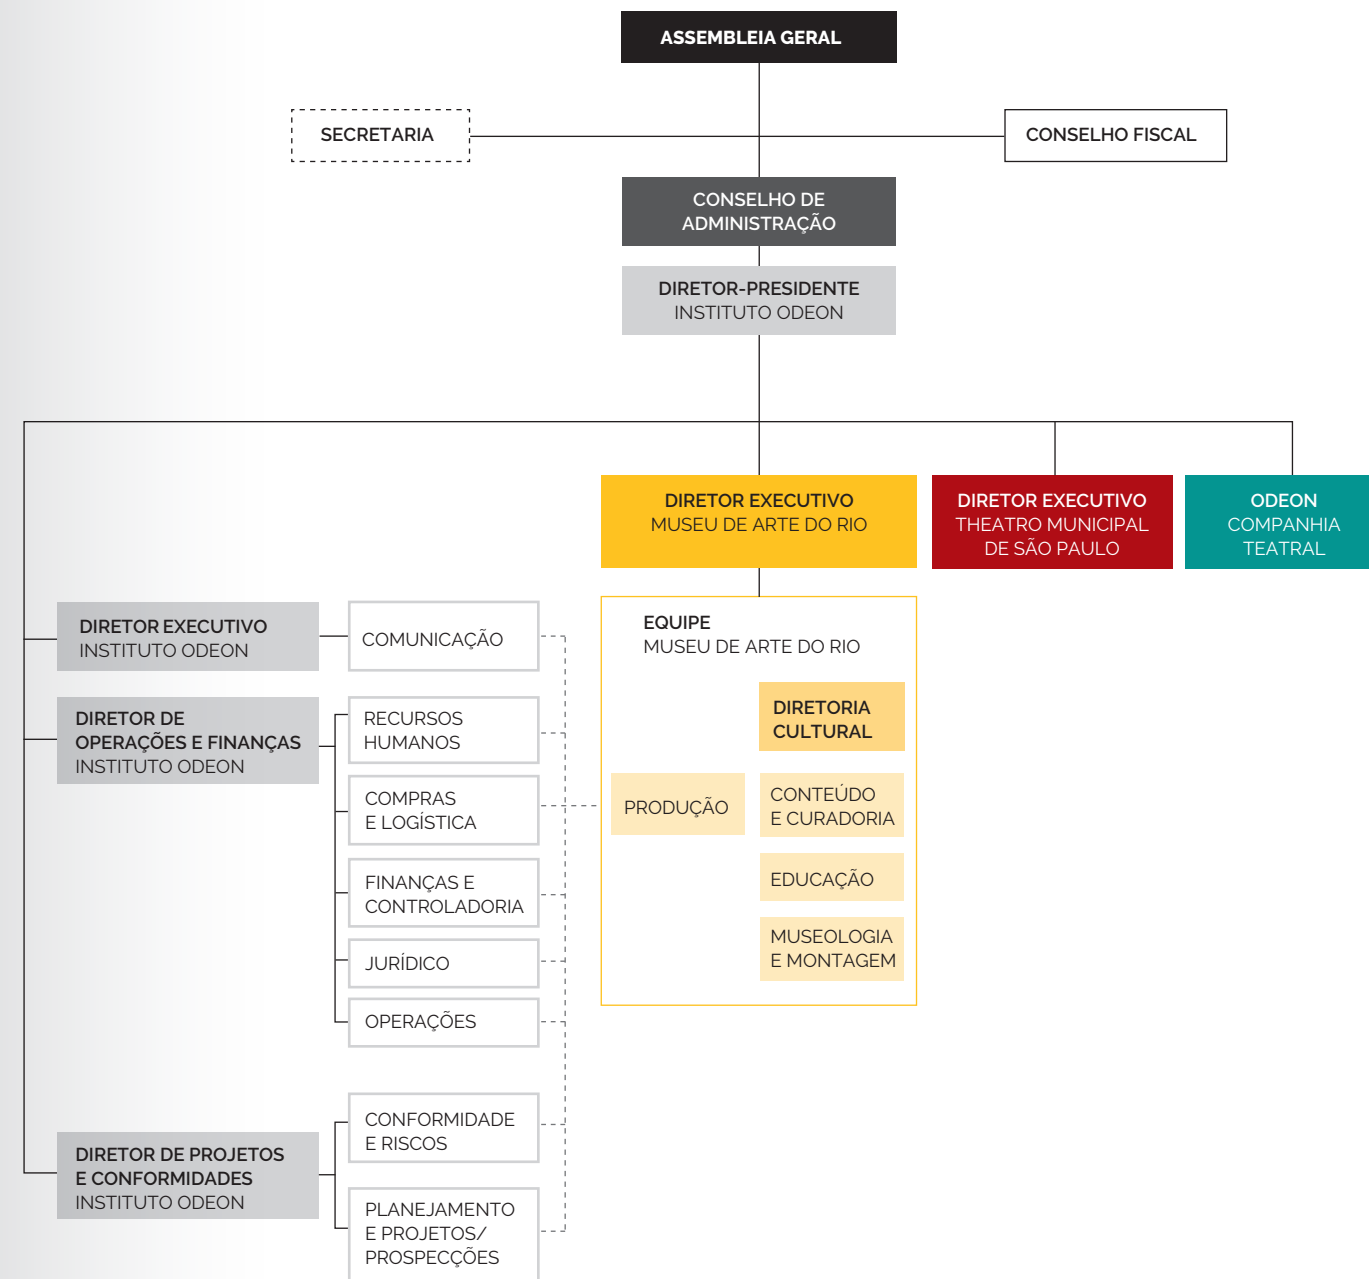 ASSEMBLEIA GERAL
SECRETARIA
CONSELHO FISCAL
CONSELHO DE
ADMINISTRAÇÃO
DIRETOR-PRESIDENTE
INSTITUTO ODEON
DIRETOR EXECUTIVO
MUSEU DE ARTE DO RIO
DIRETOR EXECUTIVO
THEATRO MUNICIPAL
DE SÃO PAULO
ODEON
COMPANHIA
TEATRAL
DIRETOR EXECUTIVO
INSTITUTO ODEON
COMUNICAÇÃO
DIRETOR DE
OPERAÇÕES E FINANÇAS
INSTITUTO ODEON
RECURSOS
HUMANOS
COMPRAS
E LOGÍSTICA
FINANÇAS E
CONTROLADORIA
JURÍDICO
OPERAÇÕES
DIRETOR DE PROJETOS
E CONFORMIDADES
INSTITUTO ODEON
CONFORMIDADE
E RISCOS
PLANEJAMENTO
E PROJETOS/
PROSPECÇÕES
EQUIPE
MUSEU DE ARTE DO RIO
DIRETORIA
CULTURAL
PRODUÇÃO
CONTEÚDO
E CURADORIA
EDUCAÇÃO
MUSEOLOGIA
E MONTAGEM